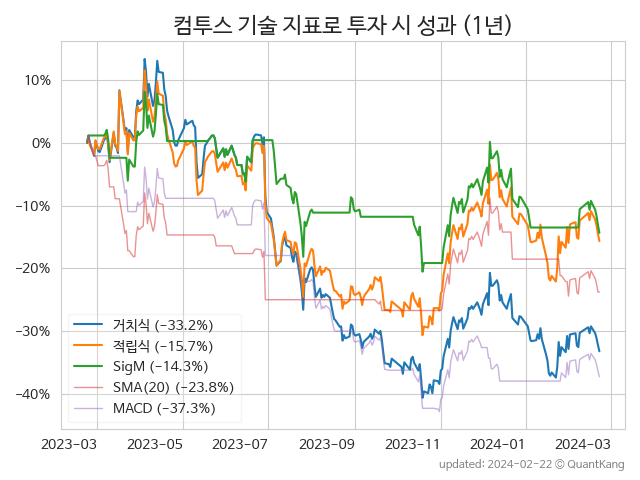 컴투스 기술 지표로 투자 시 성과 (1년)
10%
0%
−10%
−20%
−30%
−40%
거치식 (−33.2%)
적립식 (−15.7%)
SigM (−14.3%)
SMA(20) (−23.8%)
MACD (−37.3%)
2023-03 2023-05 2023-07 2023-09 2023-11 2024-01 2024-03
updated: 2024-02-22 © QuantKang